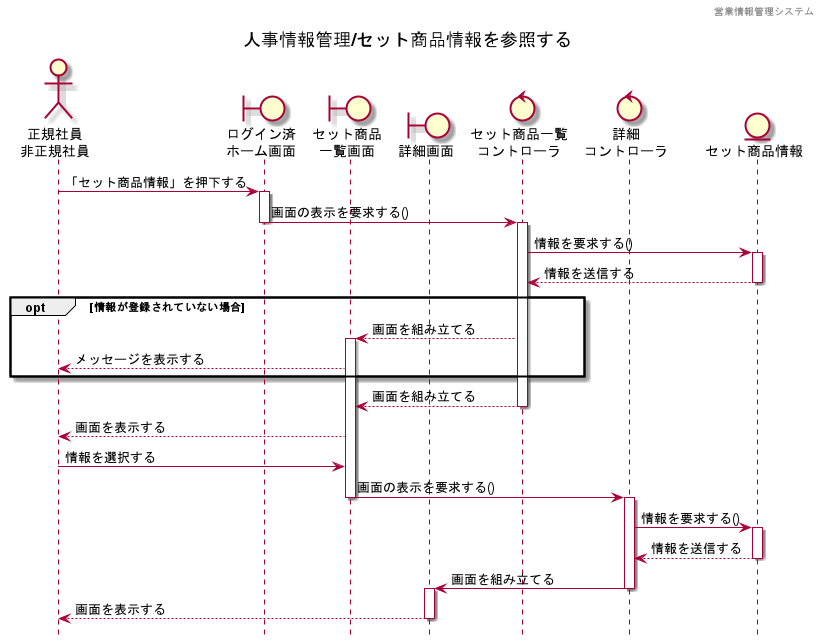 営業情報管理システム
人事情報管理/セット商品情報を参照する
正規社員
非正規社員
ログイン済
ホーム画面
セット商品
一覧画面
詳細画面
セット商品一覧
コントローラ
詳細
コントローラ
セット商品情報
「セット商品情報」を押下する
画面の表示を要求する()
情報を要求する()
情報を送信する
opt
[情報が登録されていない場合]
画面を組み立てる
メッセージを表示する
画面を組み立てる
画面を表示する
情報を選択する
画面の表示を要求する()
情報を要求する()
情報を送信する
画面を組み立てる
画面を表示する